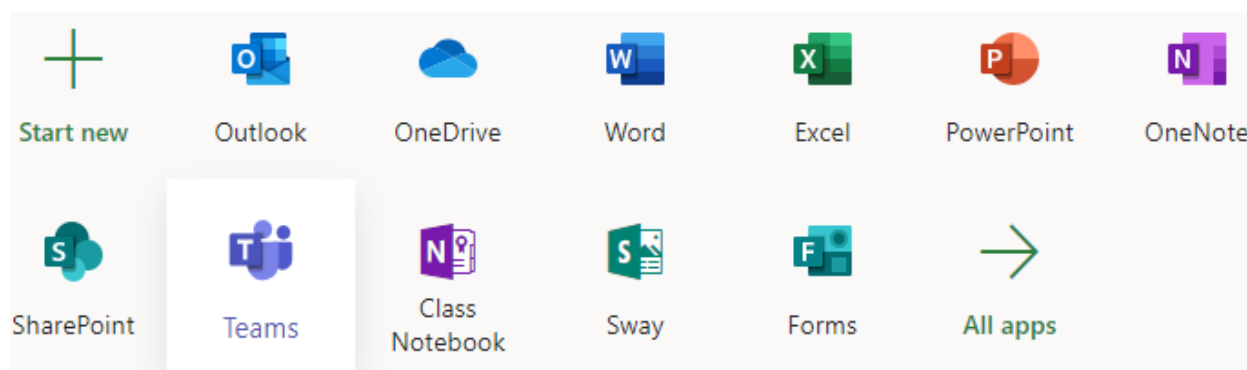 Start new
Outlook
OneDrive
Word
Excel
PowerPoint
OneNote
SharePoint
Teams
Class
Notebook
Sway
Forms
All apps